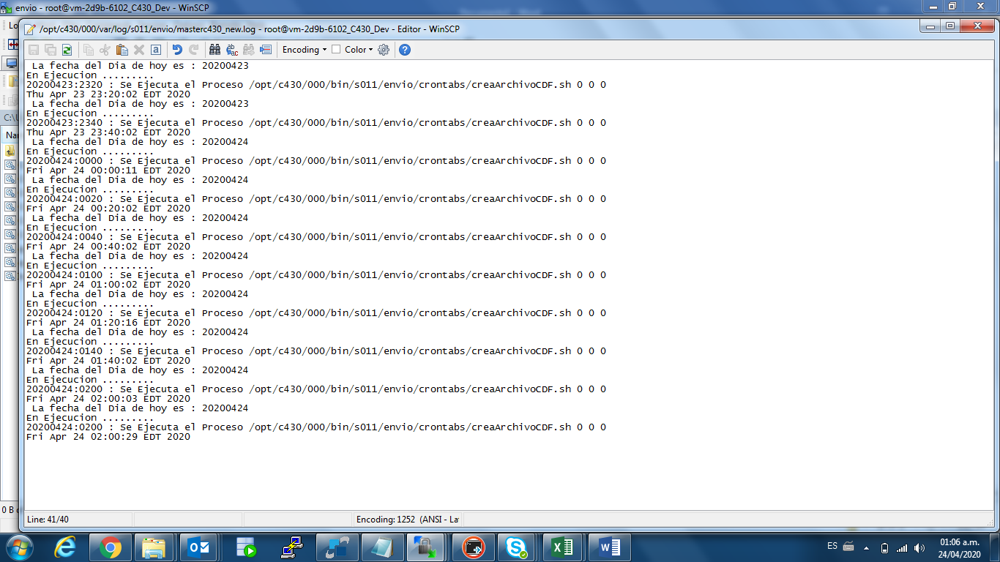 envio - root@vm-2d9b-6102_C430_Dev - WinSCP
/opt/c430/000/var/log/s011/envio/masterc430_new.log - root@vm-2d9b-6102_C430_Dev - Editor - WinSCP
Encoding
Color
La fecha del Dia de hoy es : 20200423
En Ejecucion .........
20200423:2320 : Se Ejecuta el Proceso /opt/c430/000/bin/s011/envio/crontabs/creaArchivoCDF.sh 0 0 0
Thu Apr 23 23:20:02 EDT 2020
La fecha del Dia de hoy es : 20200423
En Ejecucion .........
20200423:2340 : Se Ejecuta el Proceso /opt/c430/000/bin/s011/envio/crontabs/creaArchivoCDF.sh 0 0 0
Thu Apr 23 23:40:02 EDT 2020
La fecha del Dia de hoy es : 20200424
En Ejecucion .........
20200424:0000 : Se Ejecuta el Proceso /opt/c430/000/bin/s011/envio/crontabs/creaArchivoCDF.sh 0 0 0
Fri Apr 24 00:00:11 EDT 2020
La fecha del Dia de hoy es : 20200424
En Ejecucion .........
20200424:0020 : Se Ejecuta el Proceso /opt/c430/000/bin/s011/envio/crontabs/creaArchivoCDF.sh 0 0 0
Fri Apr 24 00:20:02 EDT 2020
La fecha del Dia de hoy es : 20200424
En Ejecucion .........
20200424:0040 : Se Ejecuta el Proceso /opt/c430/000/bin/s011/envio/crontabs/creaArchivoCDF.sh 0 0 0
Fri Apr 24 00:40:02 EDT 2020
La fecha del Dia de hoy es : 20200424
En Ejecucion .........
20200424:0100 : Se Ejecuta el Proceso /opt/c430/000/bin/s011/envio/crontabs/creaArchivoCDF.sh 0 0 0
Fri Apr 24 01:00:02 EDT 2020
La fecha del Dia de hoy es : 20200424
En Ejecucion .........
20200424:0120 : Se Ejecuta el Proceso /opt/c430/000/bin/s011/envio/crontabs/creaArchivoCDF.sh 0 0 0
Fri Apr 24 01:20:16 EDT 2020
La fecha del Dia de hoy es : 20200424
En Ejecucion .........
20200424:0140 : Se Ejecuta el Proceso /opt/c430/000/bin/s011/envio/crontabs/creaArchivoCDF.sh 0 0 0
Fri Apr 24 01:40:02 EDT 2020
La fecha del Dia de hoy es : 20200424
En Ejecucion .........
20200424:0200 : Se Ejecuta el Proceso /opt/c430/000/bin/s011/envio/crontabs/creaArchivoCDF.sh 0 0 0
Fri Apr 24 02:00:03 EDT 2020
La fecha del Dia de hoy es : 20200424
En Ejecucion .........
20200424:0200 : Se Ejecuta el Proceso /opt/c430/000/bin/s011/envio/crontabs/creaArchivoCDF.sh 0 0 0
Fri Apr 24 02:00:29 EDT 2020
Line: 41/40
Encoding: 1252 (ANSI - La
ES
01:06 a.m.
24/04/2020